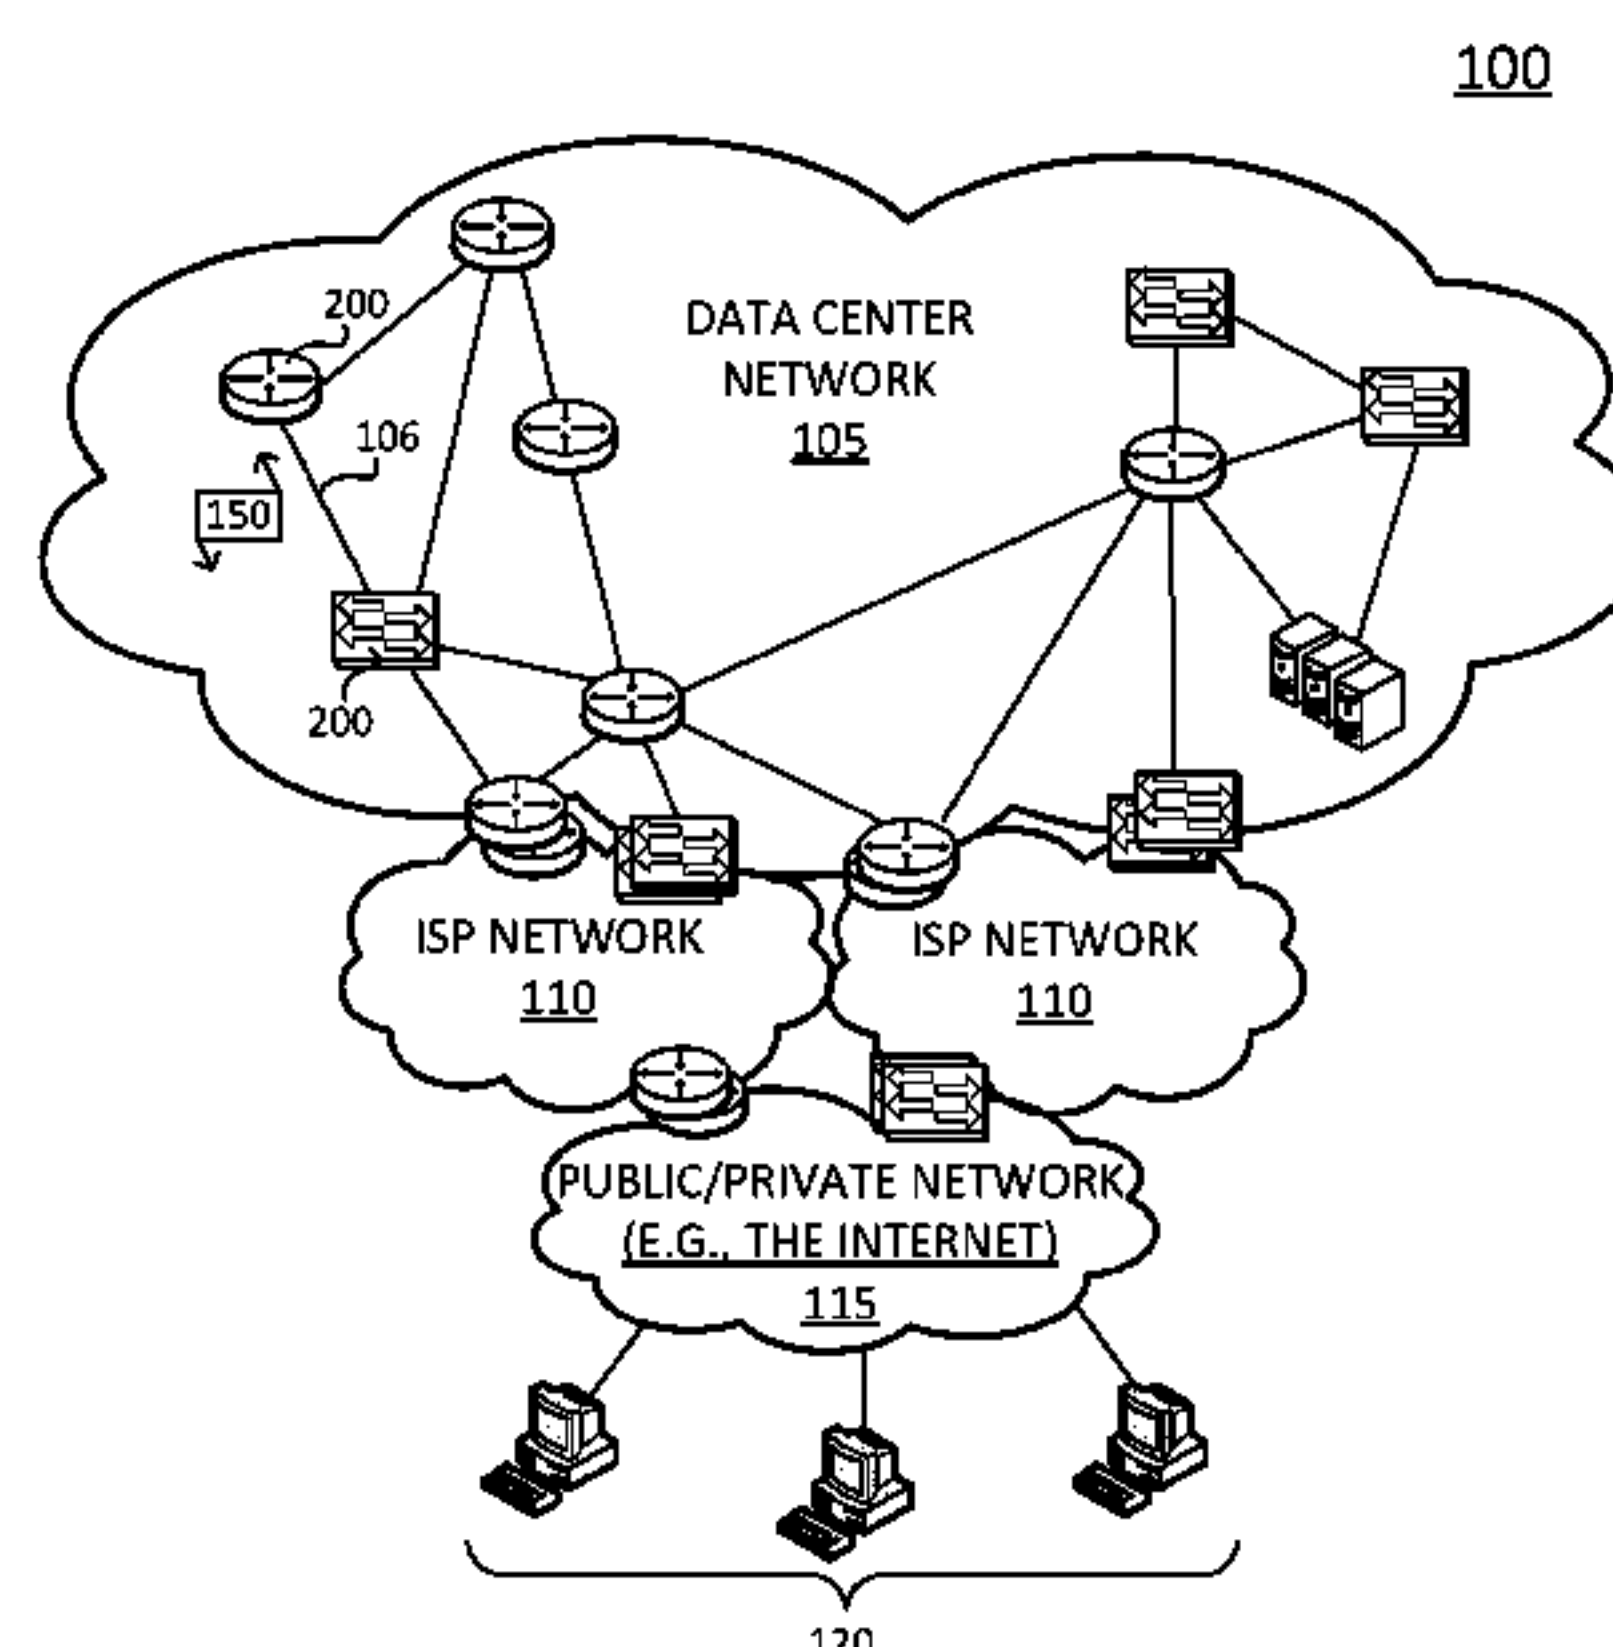 100
200
DATA CENTER
NETWORK
105
106
150
200
ISP NETWORK
110
ISP NETWORK
110
PUBLIC/PRIVATE NETWORK
(E.G., THE INTERNET)
115
120